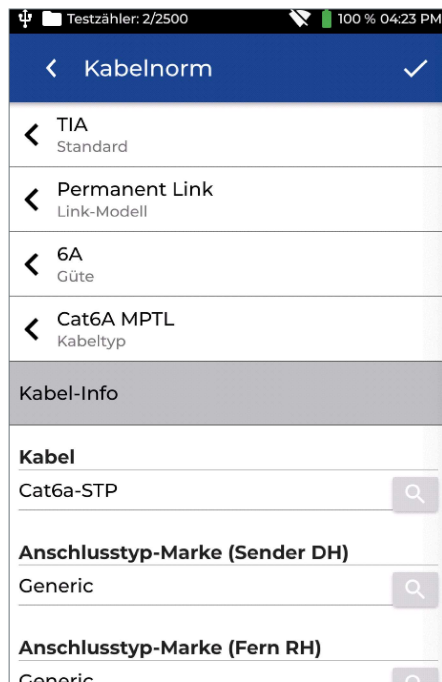 Testzähler: 2/2500 100 % 04:23 PM
Kabelnorm
TIA
Standard
Permanent Link
Link-Modell
6A
Güte
Cat6A MPTL
Kabeltyp
Kabel-Info
Kabel
Cat6a-STP
Anschlusstyp-Marke (Sender DH)
Generic
Anschlusstyp-Marke (Fern RH)
Generic